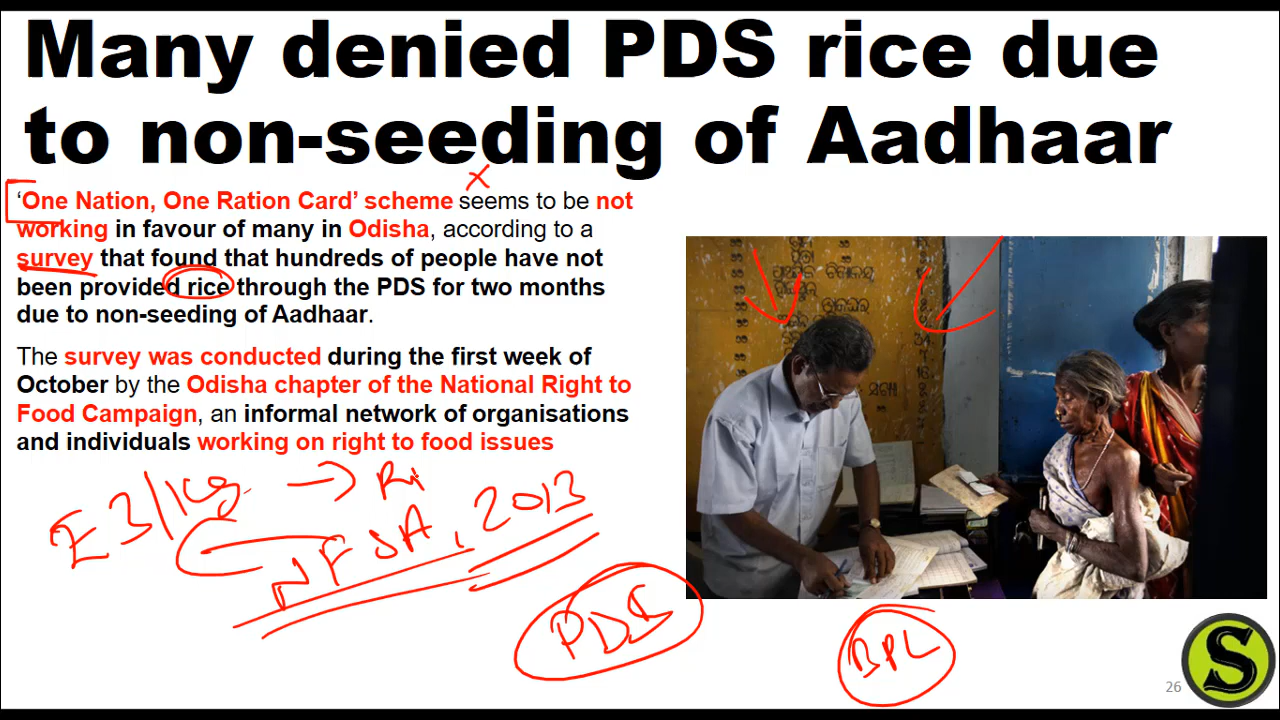 Many denied PDS rice due
to non-seeding of Aadhaar
‘One Nation, One Ration Card’ scheme seems to be not
working in favour of many in Odisha, according to a
survey that found that hundreds of people have not
been provided rice through the PDS for two months
due to non-seeding of Aadhaar.
The survey was conducted during the first week of
October by the Odisha chapter of the National Right to
Food Campaign, an informal network of organisations
and individuals working on right to food issues
3/kg → Ri
NFSA, 2013
PDS
BPL
26
S